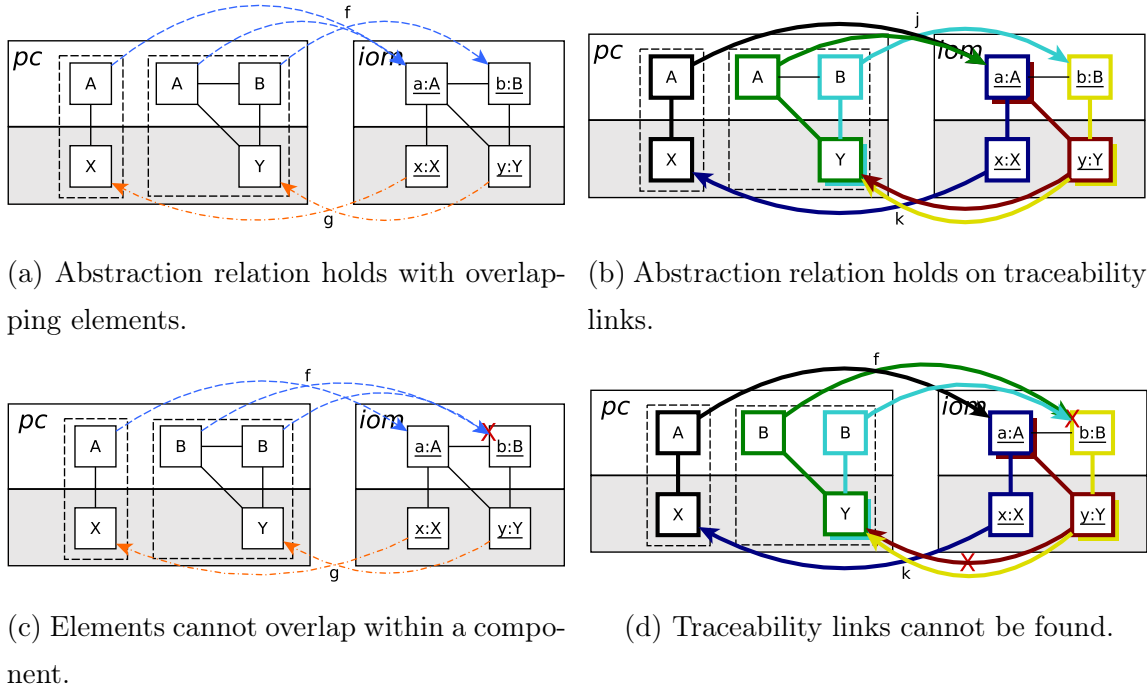 f
pc
iom
A
A
B
a:A
b:B
X
Y
x:X
y:Y
g
(a) Abstraction relation holds with overlap-
ping elements.
j
pc
iom
A
A
B
a:A
b:B
X
Y
x:X
y:Y
k
(b) Abstraction relation holds on traceability
links.
f
pc
iom
A
B
B
a:A
X
b:B
X
Y
x:X
y:Y
g
(c) Elements cannot overlap within a compo-
nent.
f
pc
iom
A
B
B
a:A
X
b:B
X
Y
x:X
y:Y
X
k
(d) Traceability links cannot be found.